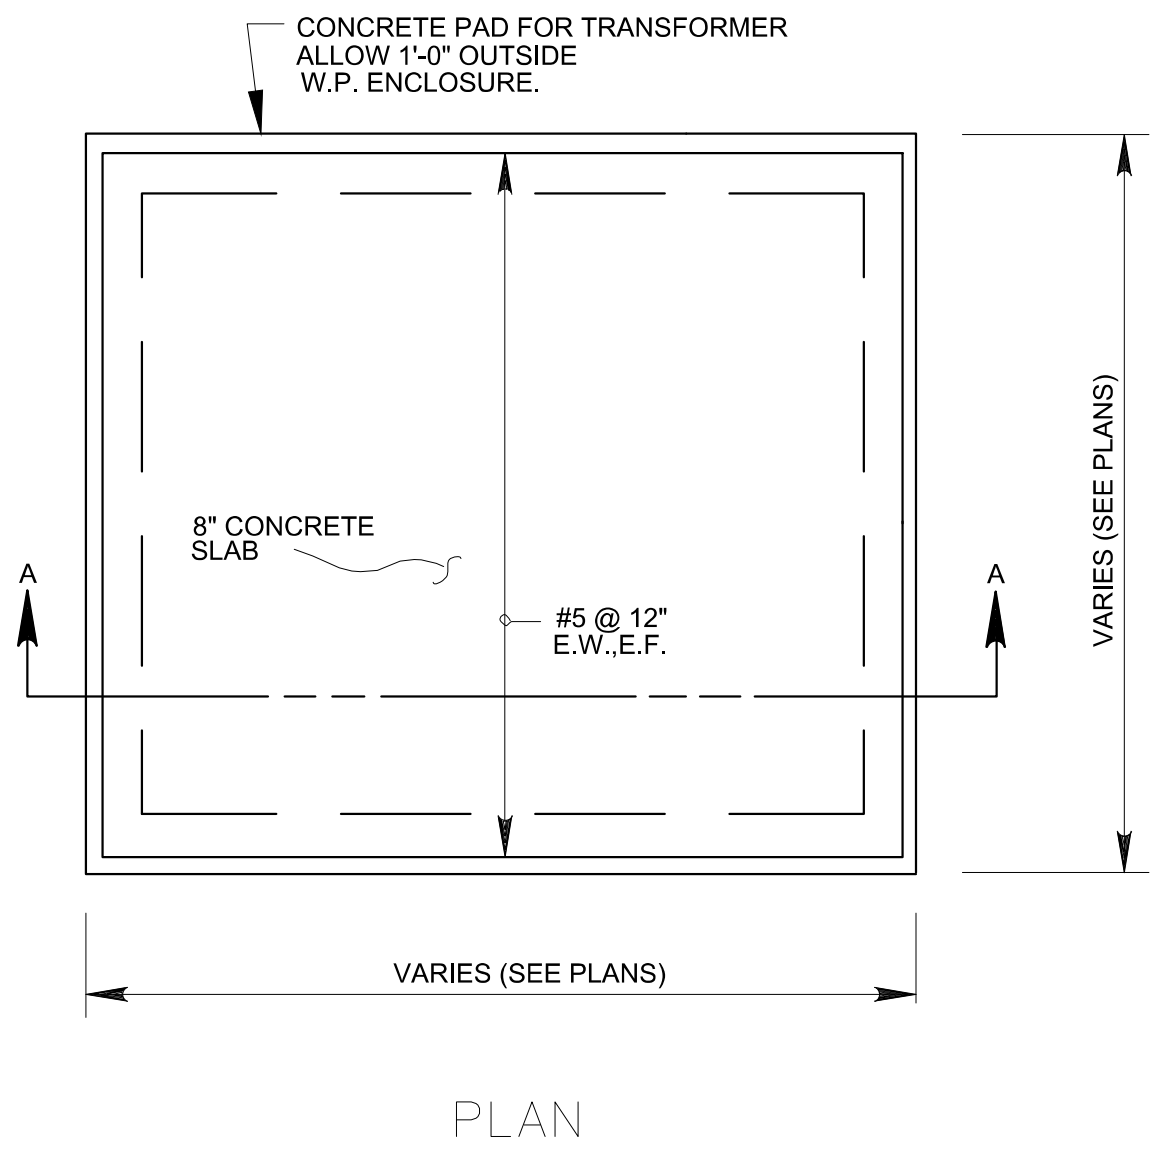 CONCRETE PAD FOR TRANSFORMER
ALLOW 1'-0" OUTSIDE
W.P. ENCLOSURE.
8" CONCRETE
SLAB
A
A
#5 @ 12"
E.W.,E.F.
VARIES (SEE PLANS)
VARIES (SEE PLANS)
PLAN